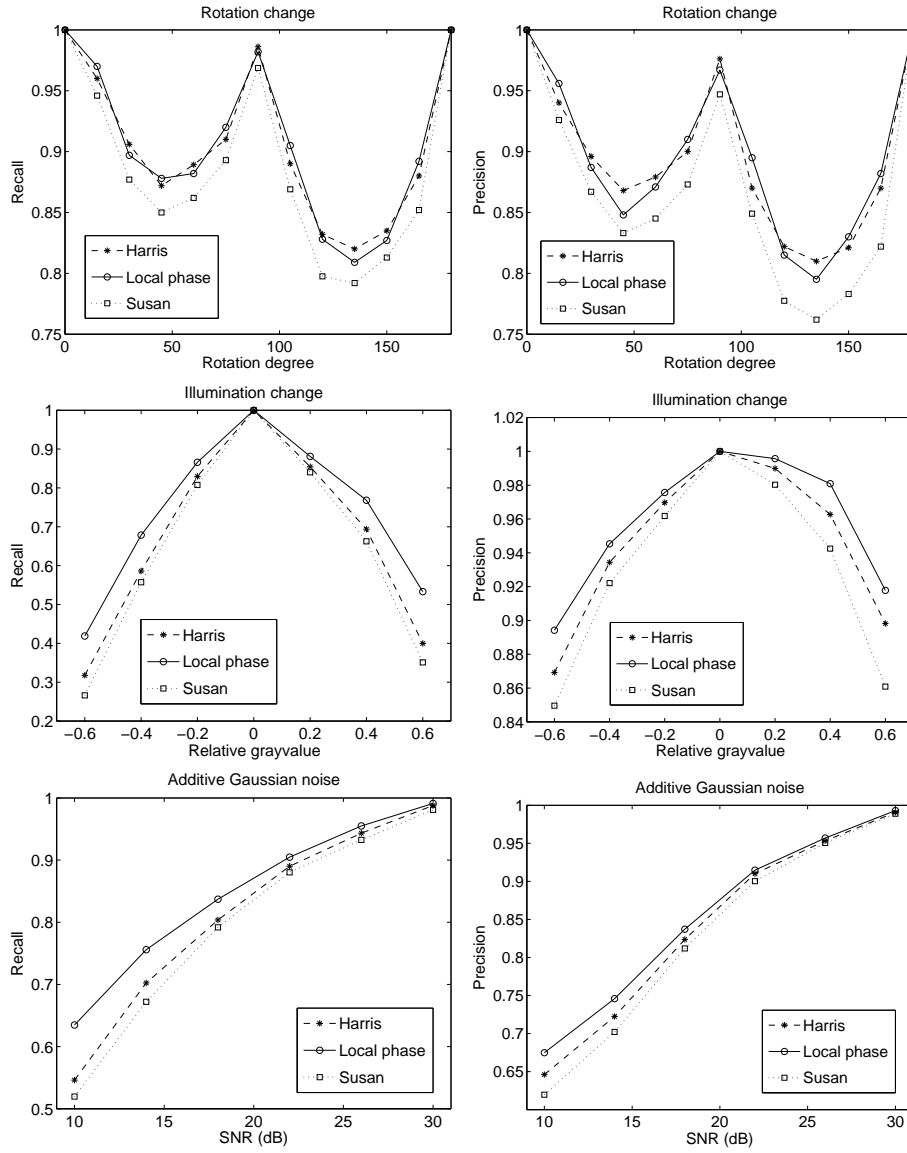 Rotation change
1
0.95
0.9
0.85
0.8
0.75
Recall
Harris
Local phase
Susan
0
50
100
150
Rotation degree
Rotation change
1
0.95
0.9
0.85
0.8
0.75
Precision
Harris
Local phase
Susan
0
50
100
150
Rotation degree
Illumination change
1
0.9
0.8
0.7
0.6
0.5
0.4
0.3
0.2
Recall
Harris
Local phase
Susan
−0.6
−0.4
−0.2
0
0.2
0.4
0.6
Relative grayvalue
Illumination change
1.02
1
0.98
0.96
0.94
0.92
0.9
0.88
0.86
0.84
Precision
Harris
Local phase
Susan
−0.6
−0.4
−0.2
0
0.2
0.4
0.6
Relative grayvalue
Additive Gaussian noise
1
0.9
0.8
0.7
0.6
0.5
Recall
Harris
Local phase
Susan
10
15
20
25
30
SNR (dB)
Additive Gaussian noise
1
0.95
0.9
0.85
0.8
0.75
0.7
0.65
Precision
Harris
Local phase
Susan
10
15
20
25
30
SNR (dB)